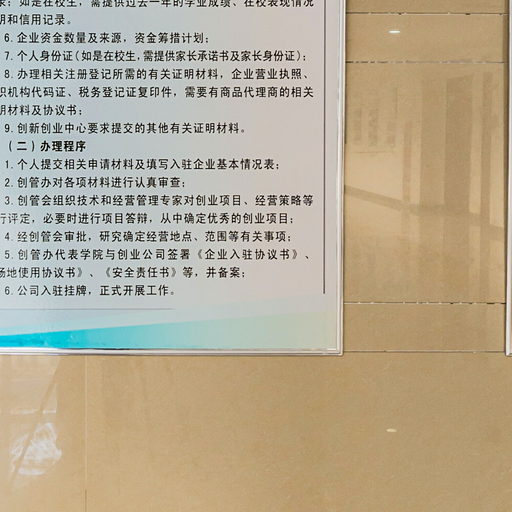 录；如是在校生，需提供过去一年的学业成绩、在校表现情况
明和信用记录。
6. 企业资金数量及来源，资金筹措计划；
7. 个人身份证（如是在校生，需提供家长承诺书及家长身份证）；
8. 办理相关注册登记所需的有关证明材料，企业营业执照、
织机构代码证、税务登记证复印件，需要有商品代理商的相关
明材料及协议书；
9. 创新创业中心要求提交的其他有关证明材料。
（二）办理程序
1. 个人提交相关申请材料及填写入驻企业基本情况表；
2. 创管办对各项材料进行认真审查；
3. 创管会组织技术和经营管理专家对创业项目、经营策略等
行评定，必要时进行项目答辩，从中确定优秀的创业项目；
4. 经创管会审批，研究确定经营地点、范围等有关事项；
5. 创管办代表学院与创业公司签署《企业入驻协议书》、
场地使用协议书》、《安全责任书》等，并备案；
6. 公司入驻挂牌，正式开展工作。